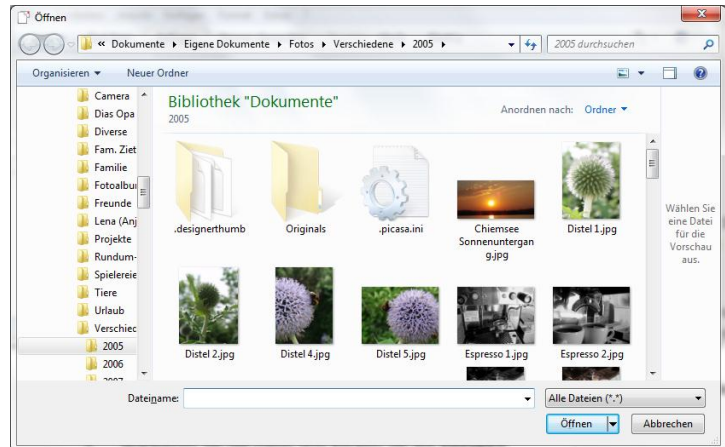 Öffnen
« Dokumente ▸ Eigene Dokumente ▸ Fotos ▸ Verschiedene ▸ 2005 ▸
2005 durchsuchen
Organisieren ▾ Neuer Ordner
Camera
Dias Opa
Diverse
Fam. Ziet
Familie
Fotoalbu
Freunde
Lena (Anj
Projekte
Rundum-
Spielereie
Tiere
Urlaub
Verschied
2005
2006
2007
Bibliothek "Dokumente"
2005
Anordnen nach: Ordner ▾
.designerthumb
Originals
.picasa.ini
Chiemsee
Sonnenuntergan
g.jpg
Distel 1.jpg
Distel 2.jpg
Distel 4.jpg
Distel 5.jpg
Espresso 1.jpg
Espresso 2.jpg
Wählen Sie
eine Datei
für die
Vorschau
aus.
Dateiname:
Alle Dateien (*.*)
Öffnen
Abbrechen